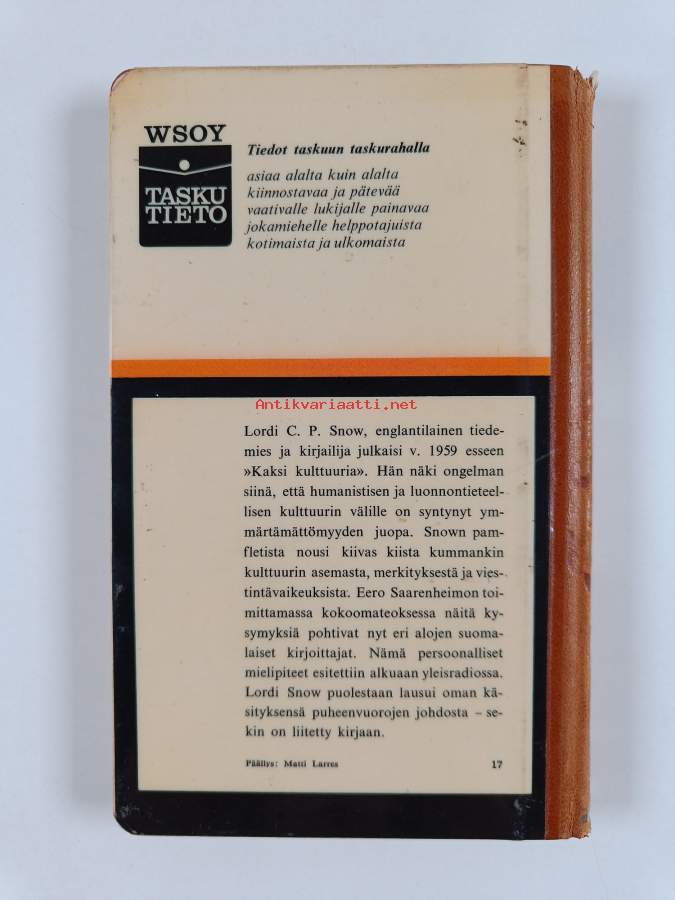 WSOY
TASKU
TIETO
Tiedot taskuun taskurahalla
asiaa alalta kuin alalta
kiinnostavaa ja pätevää
vaativalle lukijalle painavaa
jokamiehelle helppotajuista
kotimaista ja ulkomaista
Antikvariaatti.net
Lordi C. P. Snow, englantilainen tiede-
mies ja kirjailija julkaisi v. 1959 esseen
»Kaksi kulttuuria». Hän näki ongelman
siinä, että humanistisen ja luonnontieteel-
lisen kulttuurin välille on syntynyt ym-
märtämättömyyden juopa. Snown pam-
fletista nousi kiivas kiista kummankin
kulttuurin asemasta, merkityksestä ja vies-
tintävaikeuksista. Eero Saarenheimon toi-
mittamassa kokoomateoksessa näitä ky-
symyksiä pohtivat nyt eri alojen suoma-
laiset kirjoittajat. Nämä persoonalliset
mielipiteet esitettiin alkuaan yleisradiossa.
Lordi Snow puolestaan lausui oman kä-
sityksensä puheenvuorojen johdosta – se-
kin on liitetty kirjaan.
Päällys: Matti Larres 17